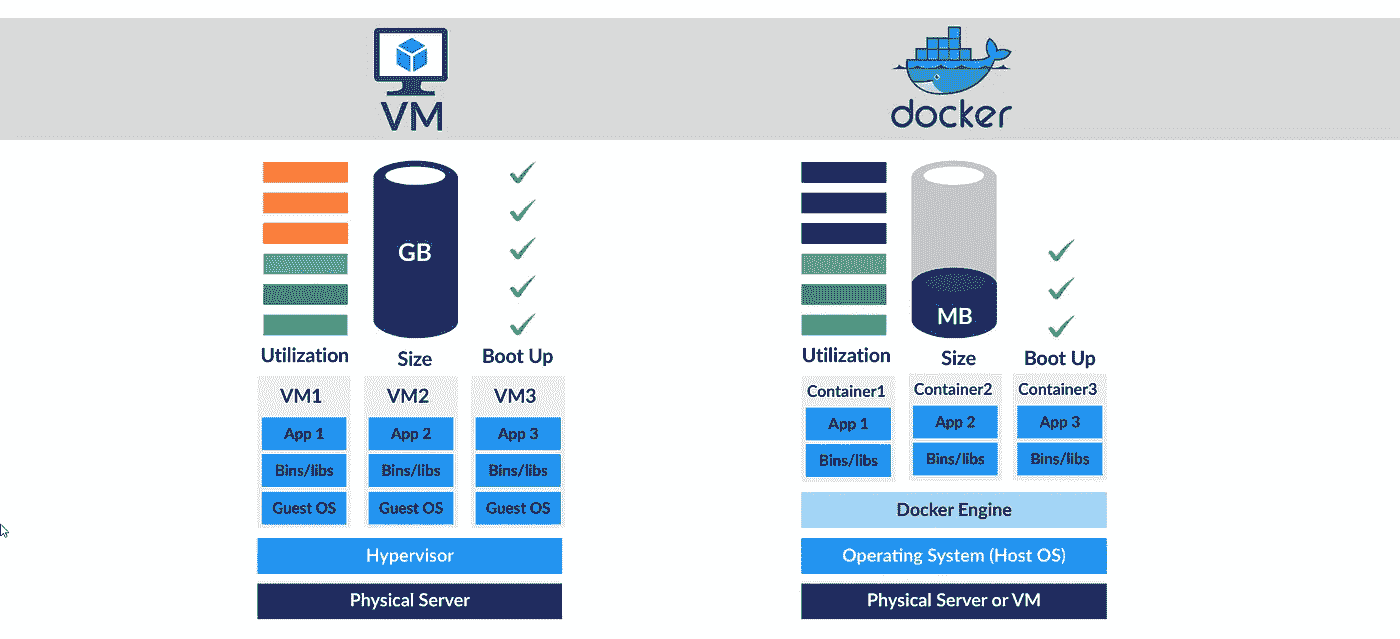 VM
docker
GB
Utilization
Size
Boot Up
VM1
VM2
VM3
App 1
App 2
App 3
Bins/libs
Bins/libs
Bins/libs
Guest OS
Guest OS
Guest OS
Hypervisor
Physical Server
MB
Utilization
Size
Boot Up
Container1
Container2
Container3
App 1
App 2
App 3
Bins/libs
Bins/libs
Bins/libs
Docker Engine
Operating System (Host OS)
Physical Server or VM